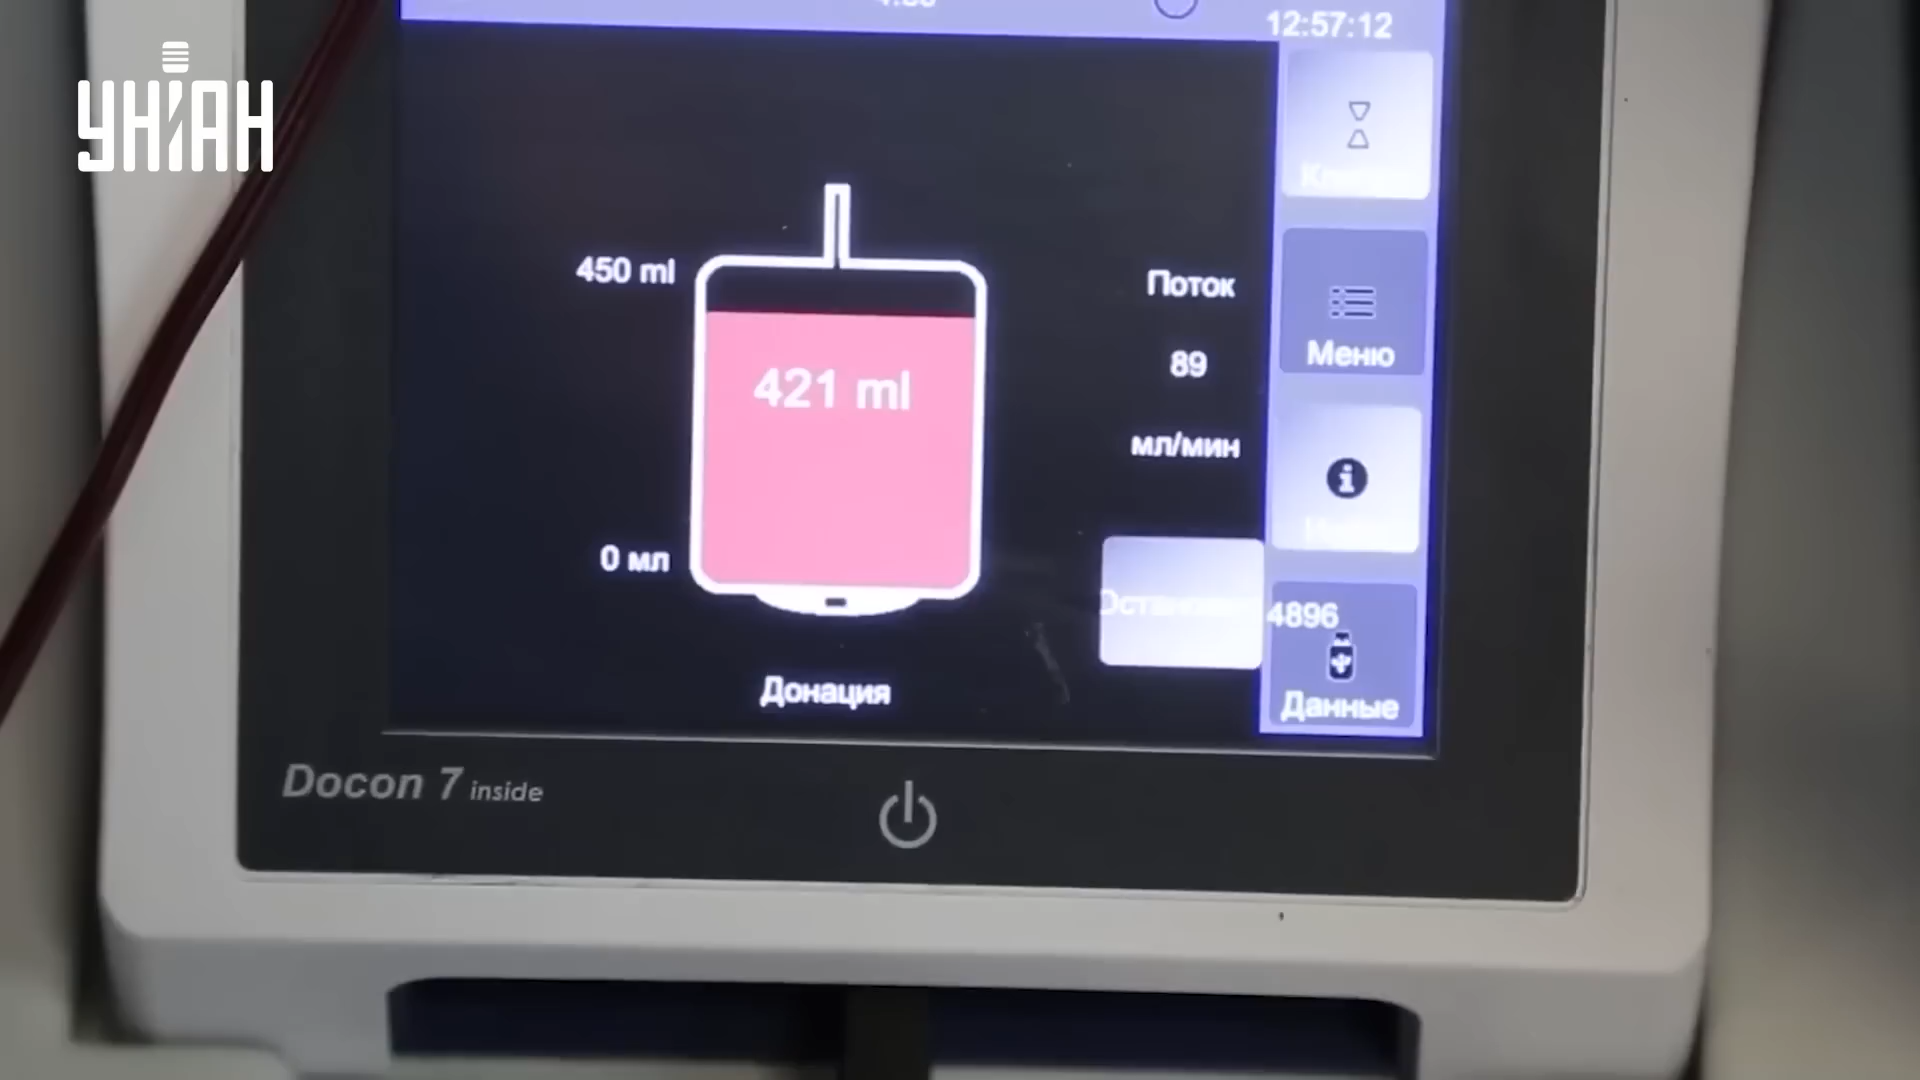 УНІАН
12:57:12
450 ml
421 ml
0 мл
Донация
Поток
89
мл/мин
4896
Меню
Данные
Docon 7 inside